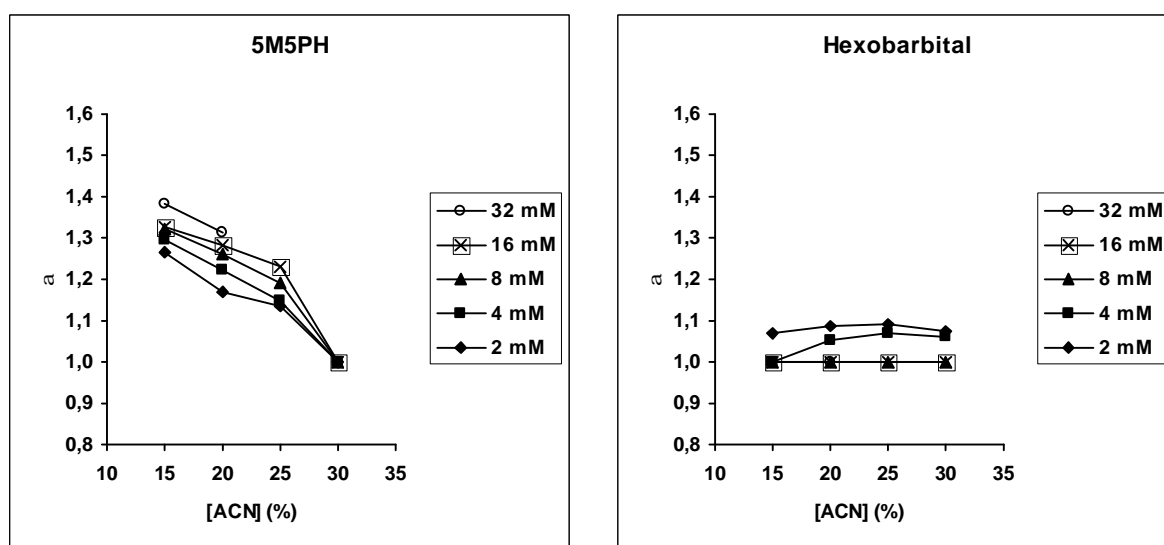 5M5PH
1,6
1,5
1,4
1,3
1,2
1,1
1,0
0,9
0,8
a
10 15 20 25 30 35
[ACN] (%)
32 mM
16 mM
8 mM
4 mM
2 mM
Hexobarbital
1,6
1,5
1,4
1,3
1,2
1,1
1,0
0,9
0,8
a
10 15 20 25 30 35
[ACN] (%)
32 mM
16 mM
8 mM
4 mM
2 mM